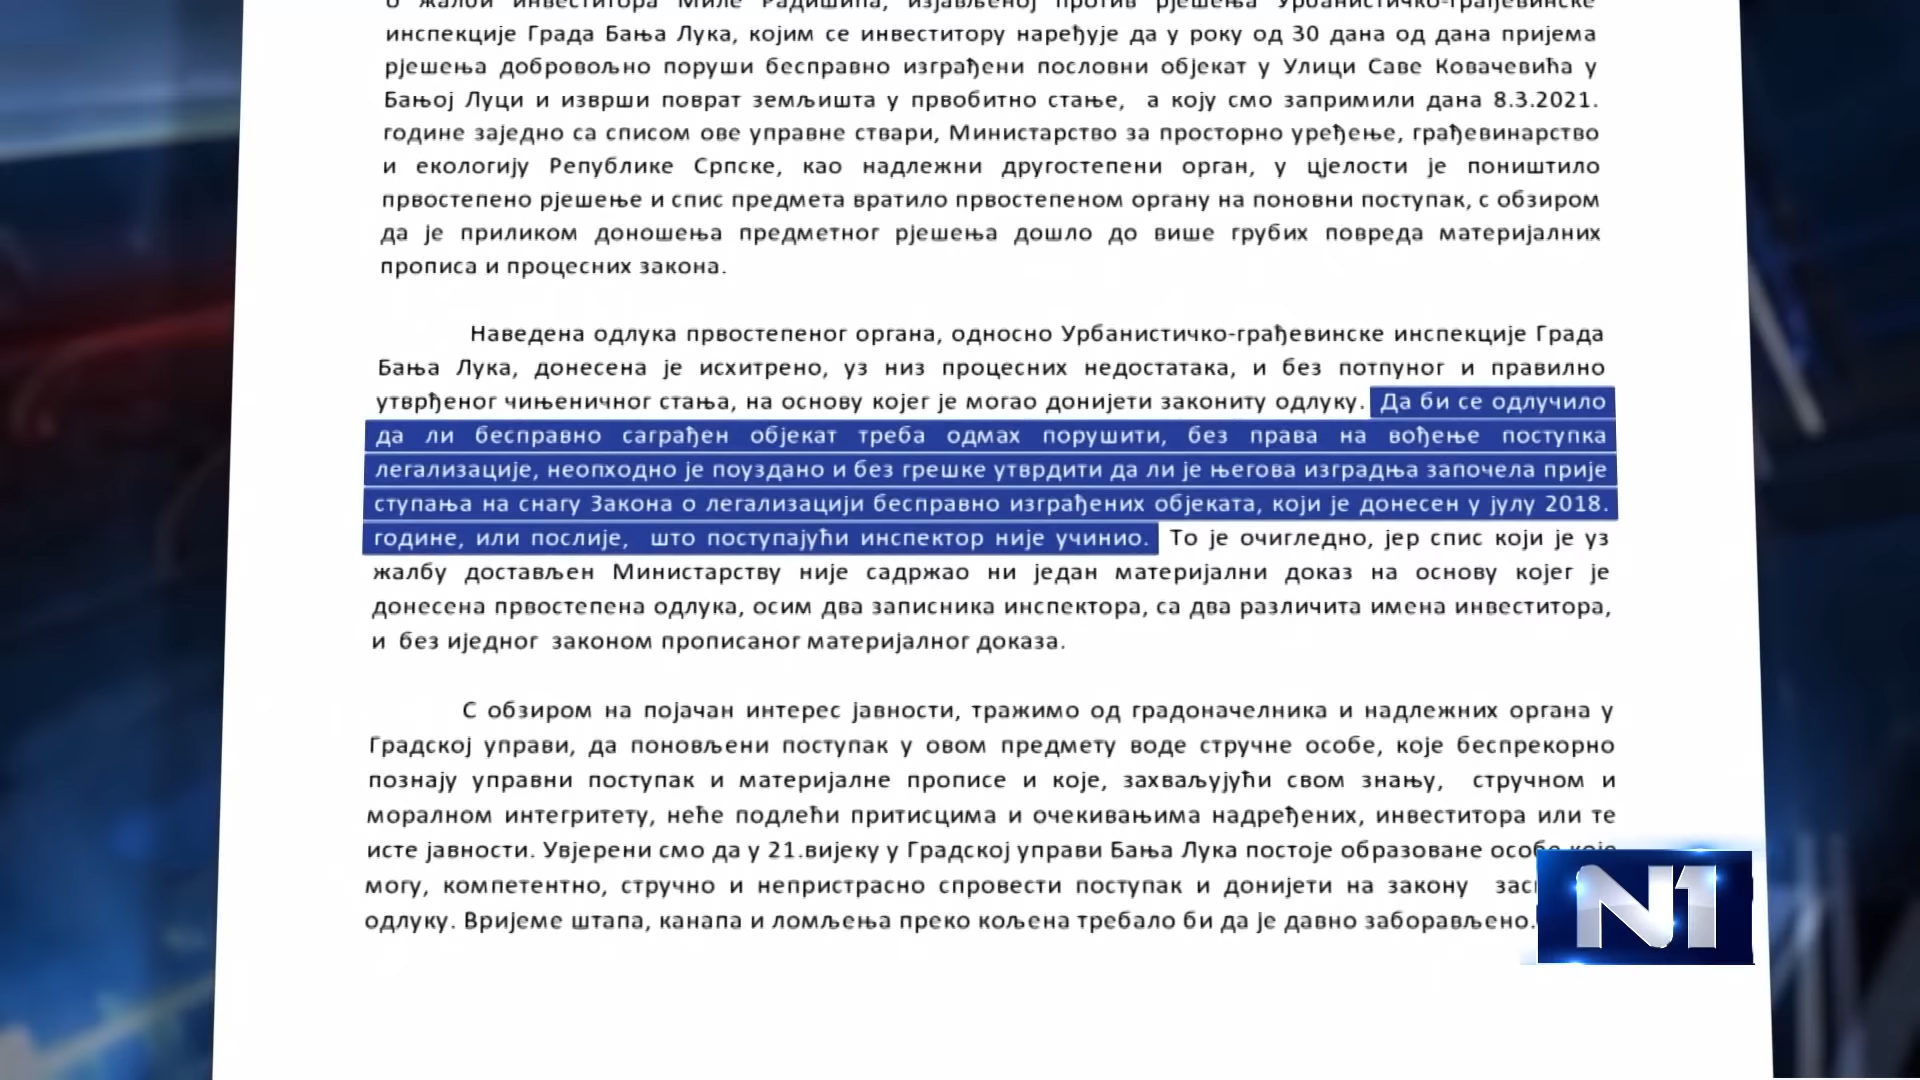 о жалби инвеститора Миле Радишића, изјављеној против рјешења Урбанистичко-грађевинске
инспекције Града Бања Лука, којим се инвеститору наређује да у року од 30 дана од дана пријема
рјешења добровољно поруши бесправно изграђени пословни објекат у Улици Саве Ковачевића у
Бањој Луци и изврши поврат земљишта у првобитно стање, а коју смо запримили дана 8.3.2021.
године заједно са списом ове управне ствари, Министарство за просторно уређење, грађевинарство
и екологију Републике Српске, као надлежни другостепени орган, у цјелости је поништило
првостепено рјешење и спис предмета вратило првостепеном органу на поновни поступак, с обзиром
да је приликом доношења предметног рјешења дошло до више грубих повреда материјалних
прописа и процесних закона.
Наведена одлука првостепеног органа, односно Урбанистичко-грађевинске инспекције Града
Бања Лука, донесена је исхитрено, уз низ процесних недостатака, и без потпуног и правилно
утврђеног чињеничног стања, на основу којег је могао донијети закониту одлуку. Да би се одлучило
да ли бесправно саграђен објекат треба одмах порушити, без права на вођење поступка
легализације, неопходно је поуздано и без грешке утврдити да ли је његова изградња започела прије
ступања на снагу Закона о легализацији бесправно изграђених објеката, који је донесен у јулу 2018.
године, или послије, што поступајући инспектор није учинио. То је очигледно, јер спис који је уз
жалбу достављен Министарству није садржао ни један материјални доказ на основу којег је
донесена првостепена одлука, осим два записника инспектора, са два различита имена инвеститора,
и без иједног законом прописаног материјалног доказа.
С обзиром на појачан интерес јавности, тражимо од градоначелника и надлежних органа у
Градској управи, да поновљени поступак у овом предмету воде стручне особе, које беспрекорно
познају управни поступак и материјалне прописе и које, захваљујући свом знању, стручном и
моралном интегритету, неће подлећи притисцима и очекивањима надређених, инвеститора или те
исте јавности. Увјерени смо да у 21.вијеку у Градској управи Бања Лука постоје образоване особе које
могу, компетентно, стручно и непристрасно спровести поступак и донијети на закону
одлуку. Вријеме штапа, канапа и ломљења преко кољена требало би да је давно заборављено.
N1